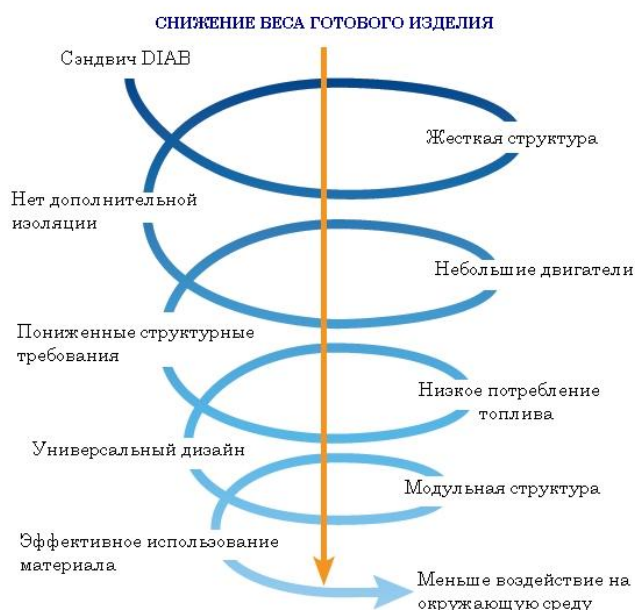 СНИЖЕНИЕ ВЕСА ГОТОВОГО ИЗДЕЛИЯ
Сэндвич DIAB
Жесткая структура
Нет дополнительной
изоляции
Небольшие двигатели
Пониженные структурные
требования
Низкое потребление
топлива
Универсальный дизайн
Модульная структура
Эффективное использование
материала
Меньше воздействие на
окружающую среду